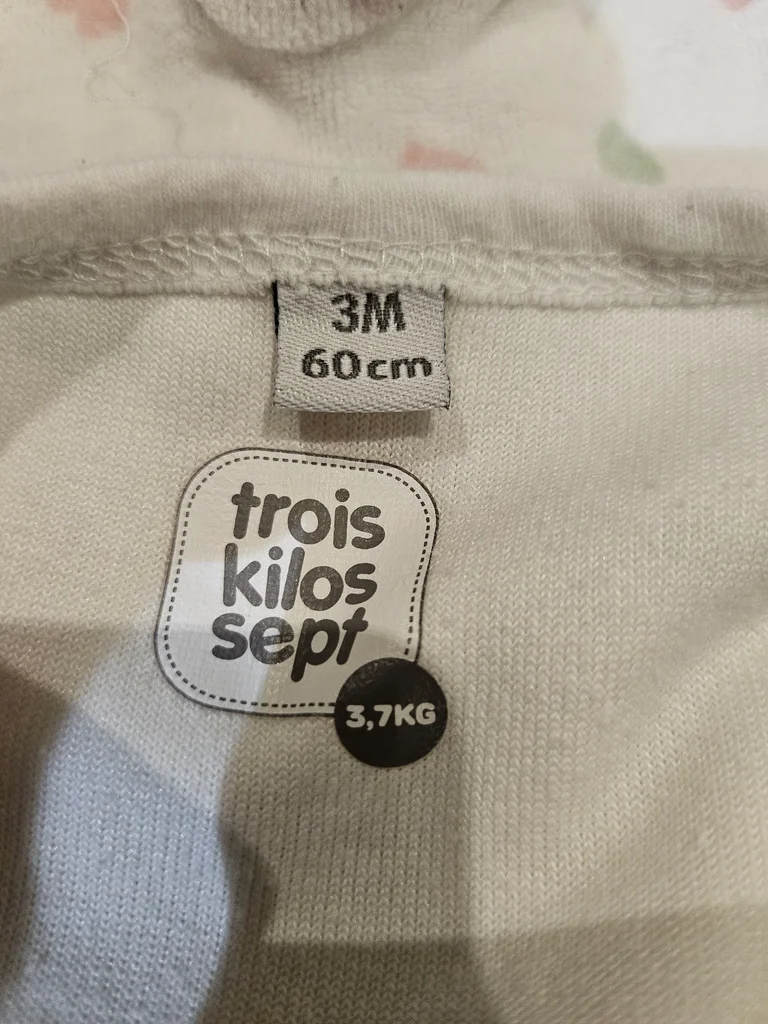 3M
60cm
trois
kilos
sept
3,7KG